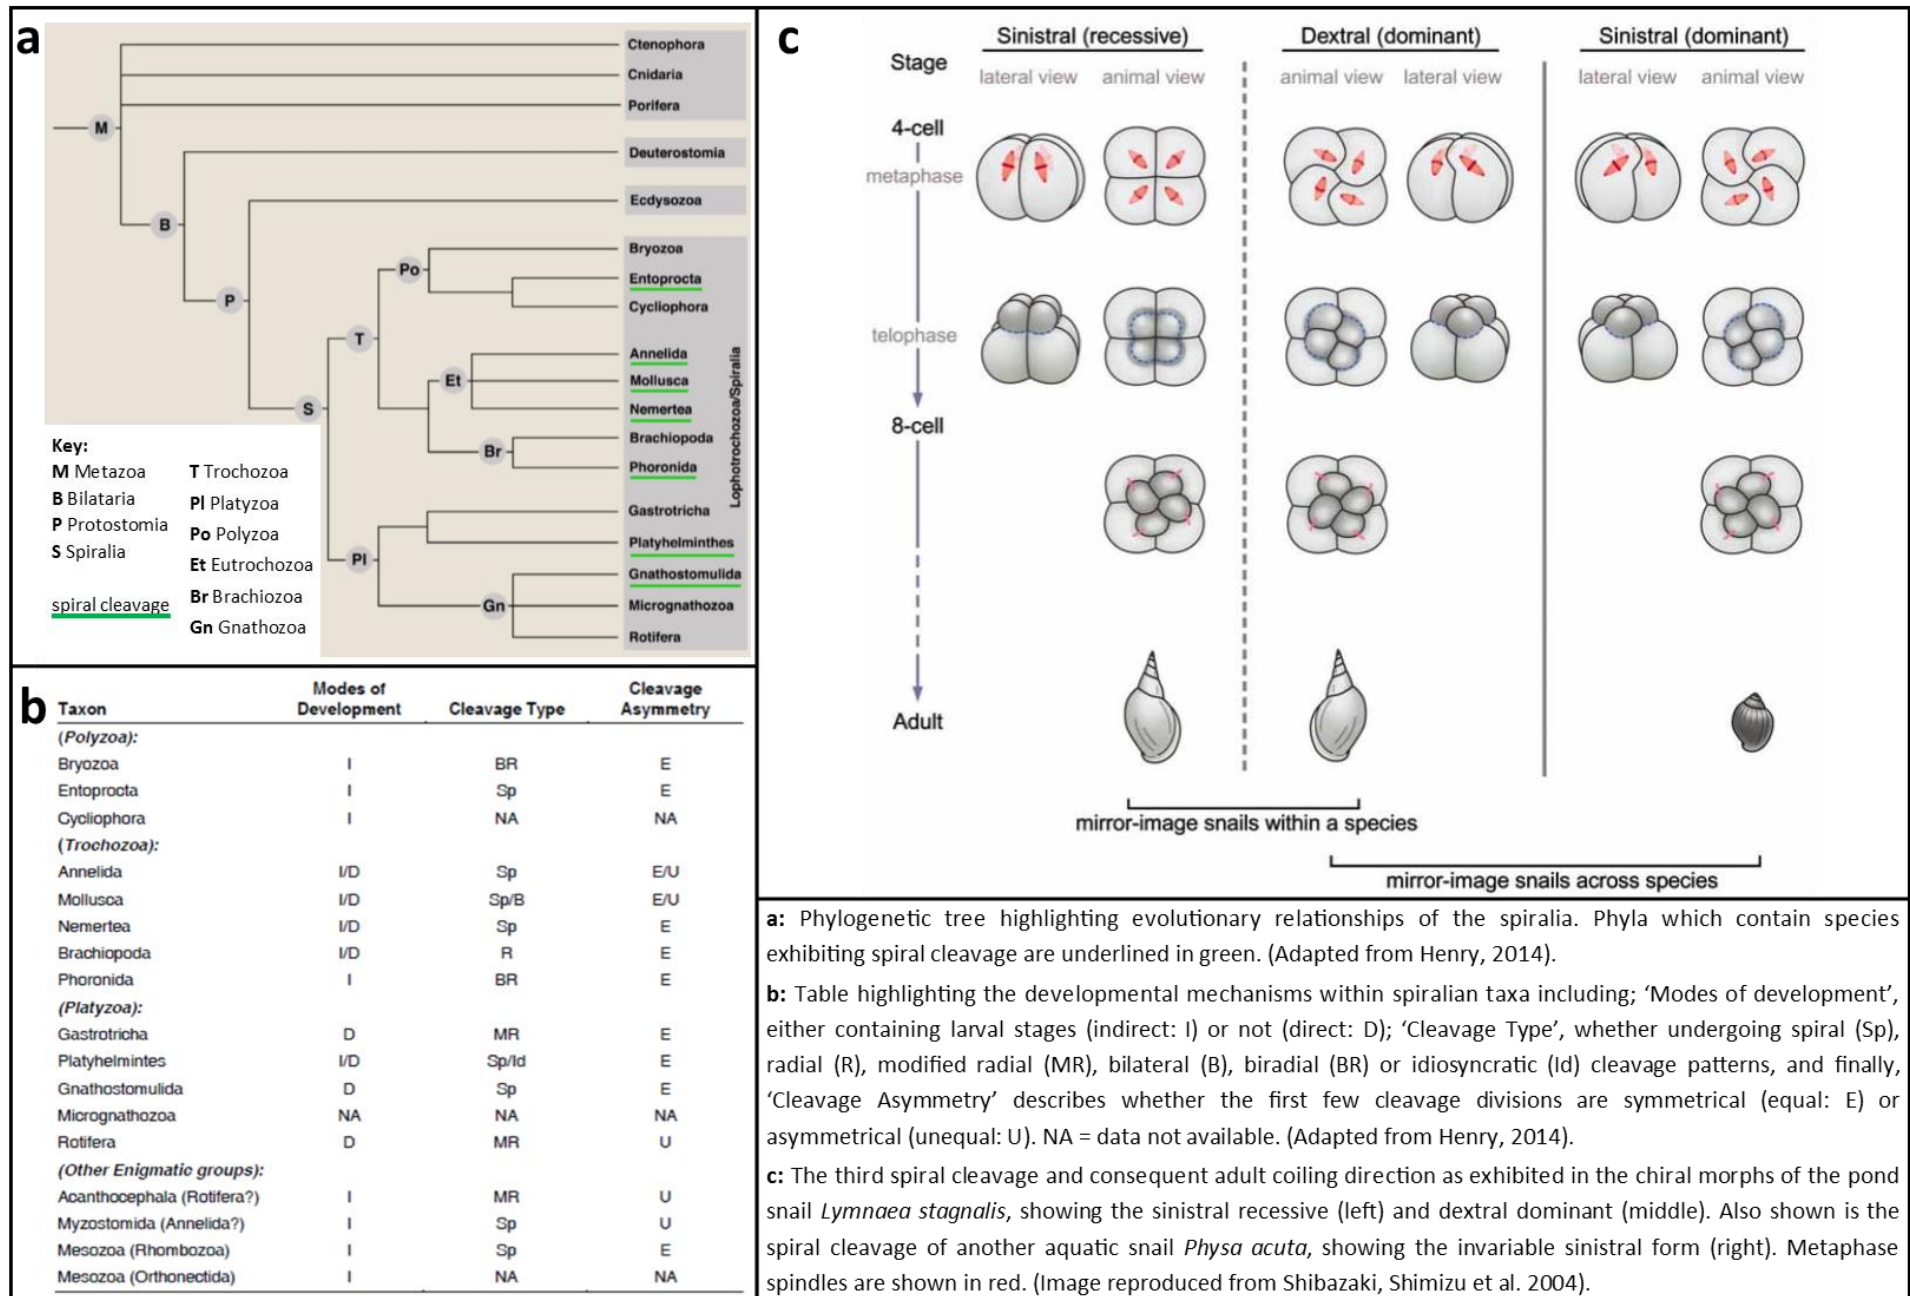 a
Ctenophora
Cnidaria
Porifera
M
Deuterostomia
Ecdysozoa
B
Bryozoa
Po
Entoprocta
P
Cycliophora
T
Annelida
Et
Mollusca
S
Nemertea
Brachiopoda
Br
Phoronida
Gastrotricha
Platyhelminthes
Pl
Gnathostomulida
Gn
Micrognathozoa
Rotifera
Lophotrochozoa/Spiralia
Key:
M Metazoa
B Bilataria
P Protostomia
S Spiralia
spiral cleavage
T Trochozoa
Pl Platyzoa
Po Polyzoa
Et Eutrochozoa
Br Brachiozoa
Gn Gnathozoa
b
Taxon Modes of Development Cleavage Type Cleavage Asymmetry
(Polyzoa):
Bryozoa I BR E
Entoprocta I Sp E
Cycliophora I NA NA
(Trochozoa):
Annelida I/D Sp E/U
Mollusca I/D Sp/B E/U
Nemertea I/D Sp E
Brachiopoda I/D R E
Phoronida I BR E
(Platyzoa):
Gastrotricha D MR E
Platyhelmintes I/D Sp/Id E
Gnathostomulida D Sp E
Micrognathozoa NA NA NA
Rotifera D MR U
(Other Enigmatic groups):
Acanthocephala (Rotifera?) I MR U
Myzostomida (Annelida?) I Sp U
Mesozoa (Rhombozoa) I Sp E
Mesozoa (Orthonectida) I NA NA
c
Sinistral (recessive) Dextral (dominant) Sinistral (dominant)
Stage
lateral view animal view animal view lateral view lateral view animal view
4-cell
metaphase
telophase
8-cell
Adult
mirror-image snails within a species
mirror-image snails across species
a: Phylogenetic tree highlighting evolutionary relationships of the spiralia. Phyla which contain species
exhibiting spiral cleavage are underlined in green. (Adapted from Henry, 2014).
b: Table highlighting the developmental mechanisms within spiralian taxa including; ‘Modes of development’,
either containing larval stages (indirect: I) or not (direct: D); ‘Cleavage Type’, whether undergoing spiral (Sp),
radial (R), modified radial (MR), bilateral (B), biradial (BR) or idiosyncratic (Id) cleavage patterns, and finally,
‘Cleavage Asymmetry’ describes whether the first few cleavage divisions are symmetrical (equal: E) or
asymmetrical (unequal: U). NA = data not available. (Adapted from Henry, 2014).
c: The third spiral cleavage and consequent adult coiling direction as exhibited in the chiral morphs of the pond
snail Lymnaea stagnalis, showing the sinistral recessive (left) and dextral dominant (middle). Also shown is the
spiral cleavage of another aquatic snail Physa acuta, showing the invariable sinistral form (right). Metaphase
spindles are shown in red. (Image reproduced from Shibazaki, Shimizu et al. 2004).